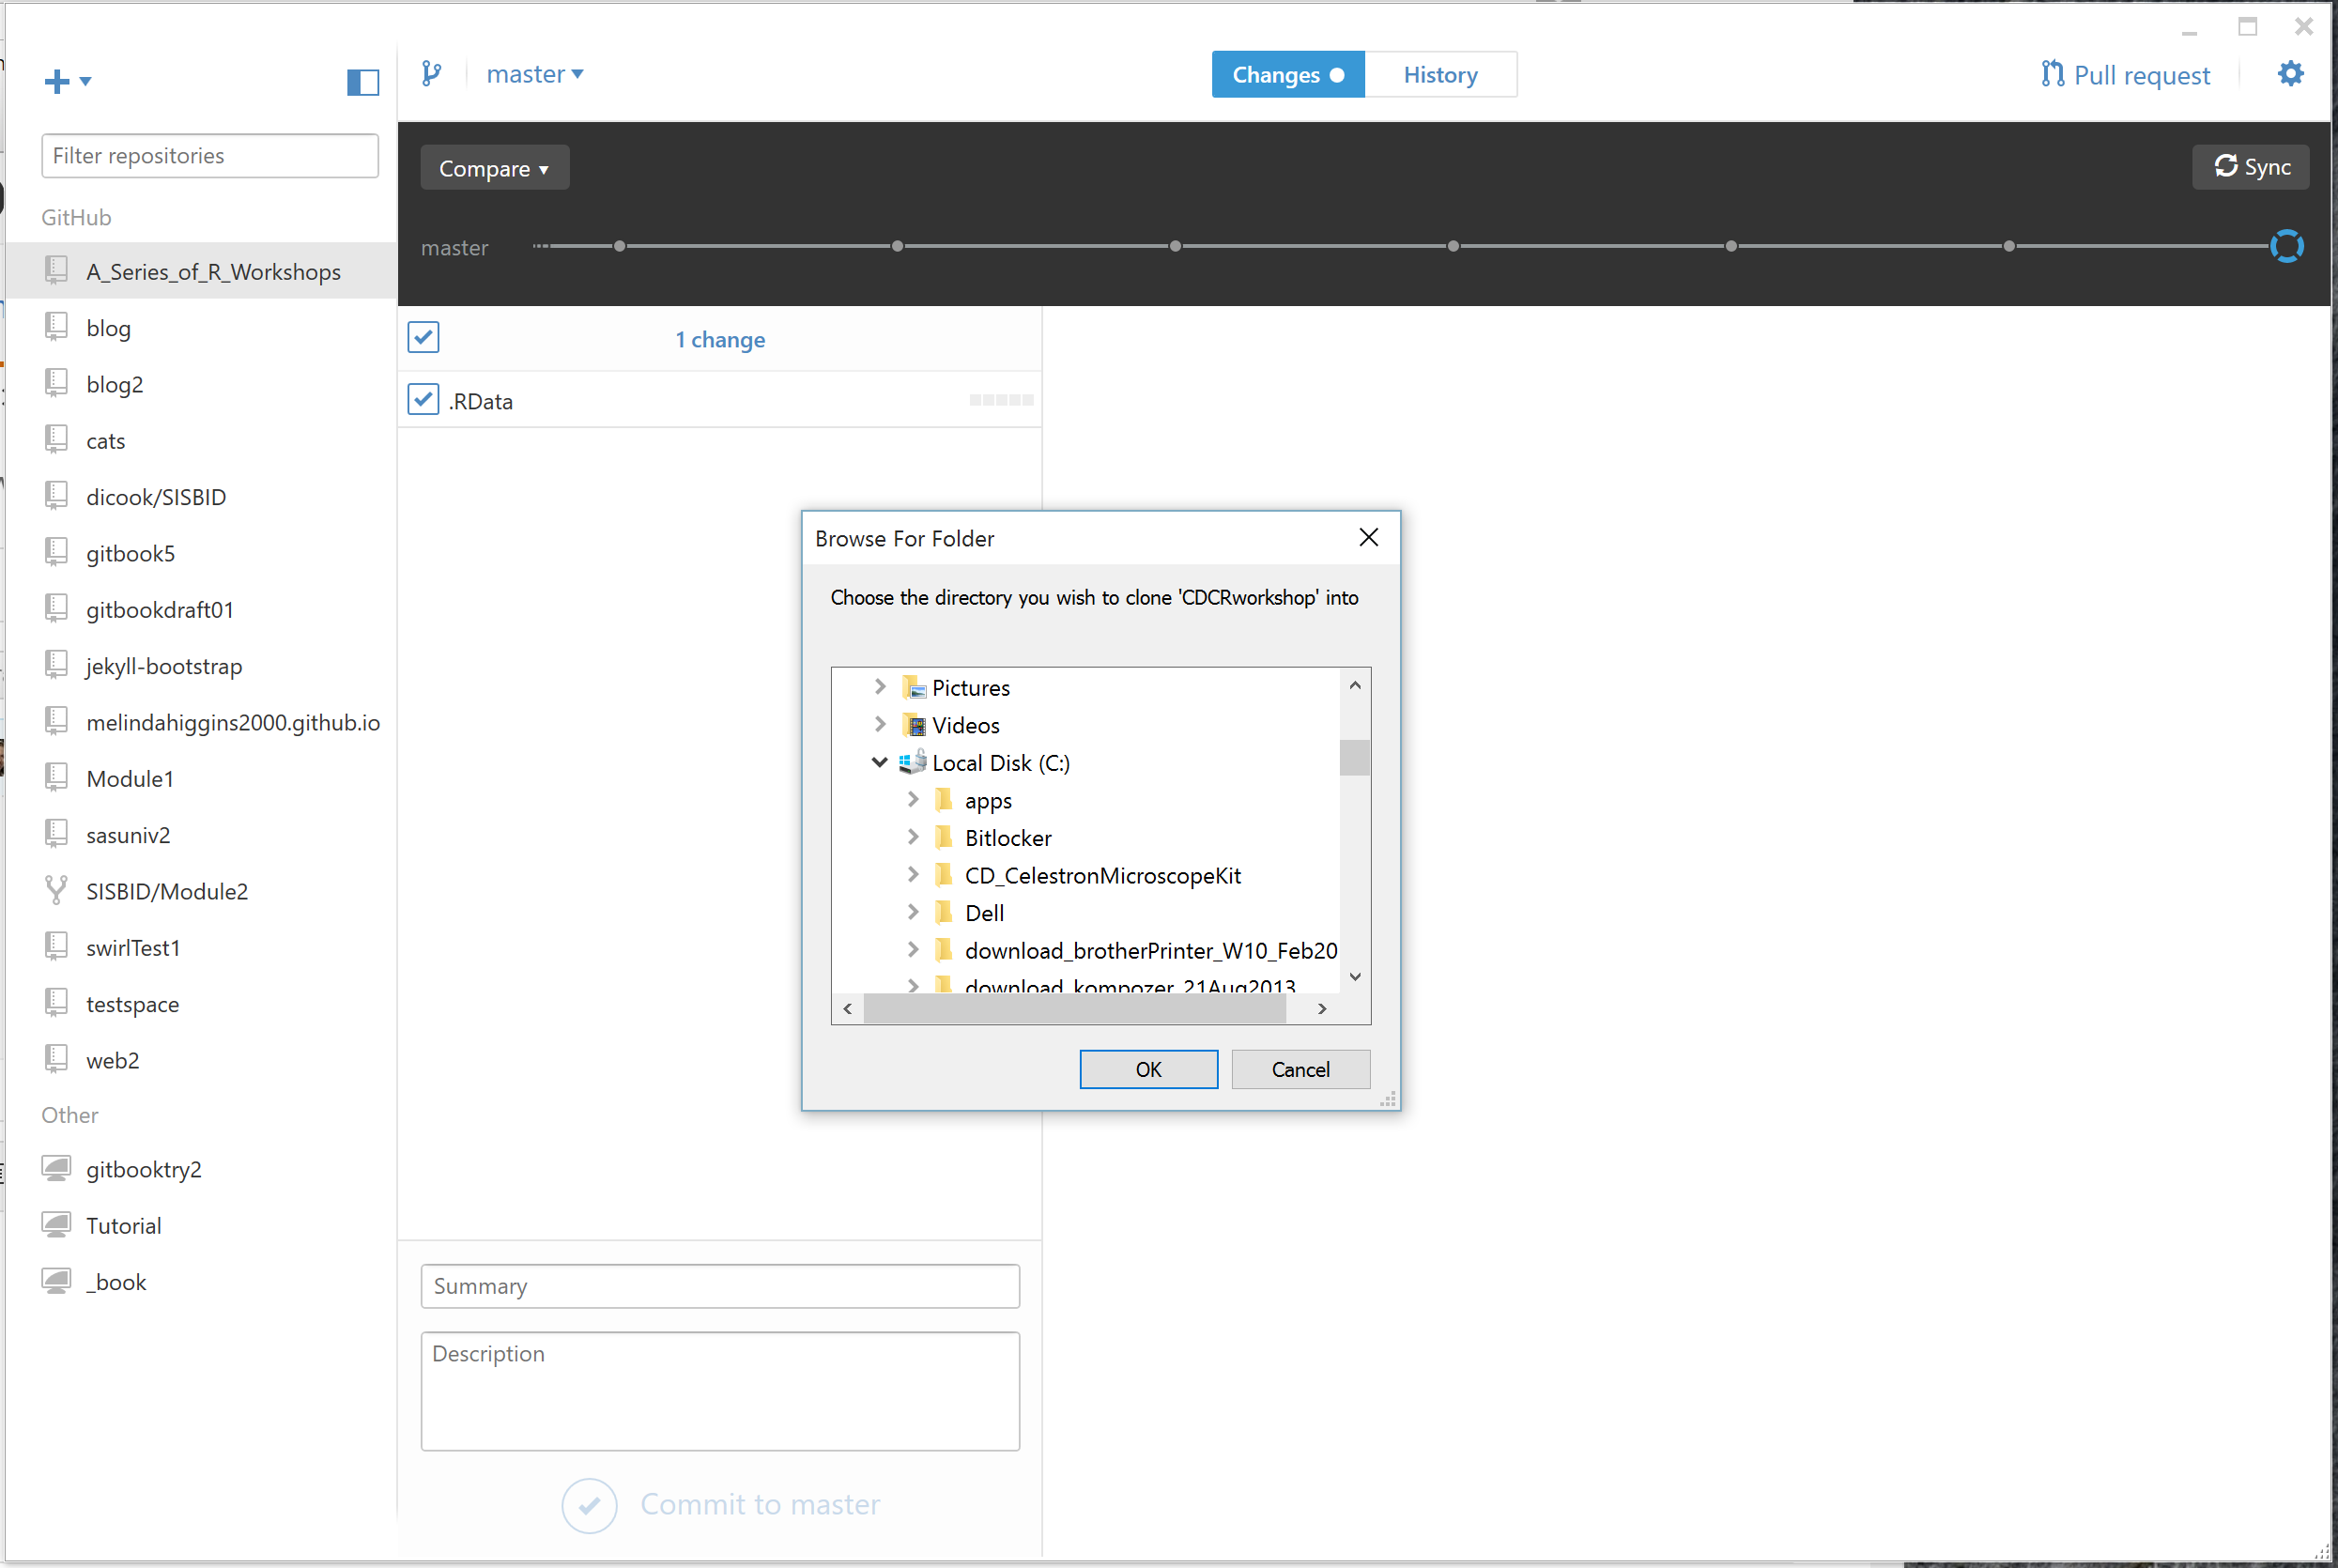 master
Changes
History
Pull request
Filter repositories
Compare
Sync
GitHub
master
A_Series_of_R_Workshops
blog
blog2
cats
dicook/SISBID
gitbook5
gitbookdraft01
jekyll-bootstrap
melindahiggins2000.github.io
Module1
sasuniv2
SISBID/Module2
swirlTest1
testspace
web2
Other
gitbooktry2
Tutorial
_book
1 change
.RData
Browse For Folder
Choose the directory you wish to clone 'CDCRworkshop' into
Pictures
Videos
Local Disk (C:)
apps
Bitlocker
CD_CelestronMicroscopeKit
Dell
download_brotherPrinter_W10_Feb20
download_kompozer_21Aug2013
OK
Cancel
Summary
Description
Commit to master